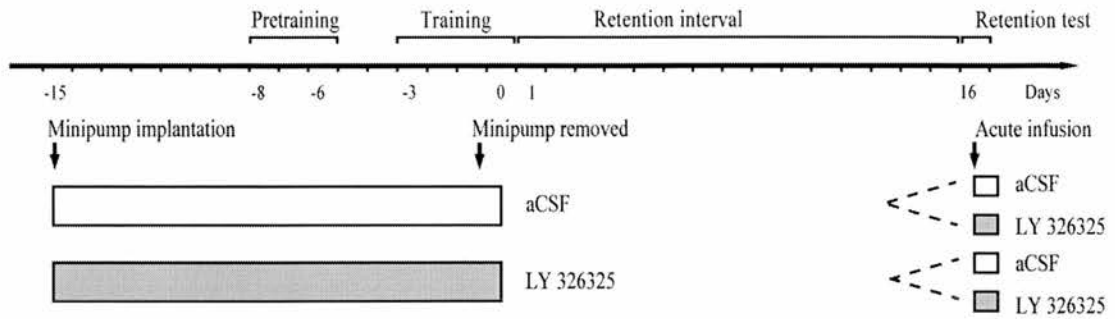 Pretraining Training Retention interval Retention test
-15 -8 -6 -3 0 1 16 Days
Minipump implantation Minipump removed Acute infusion
aCSF
aCSF
LY 326325
aCSF
LY 326325
LY 326325